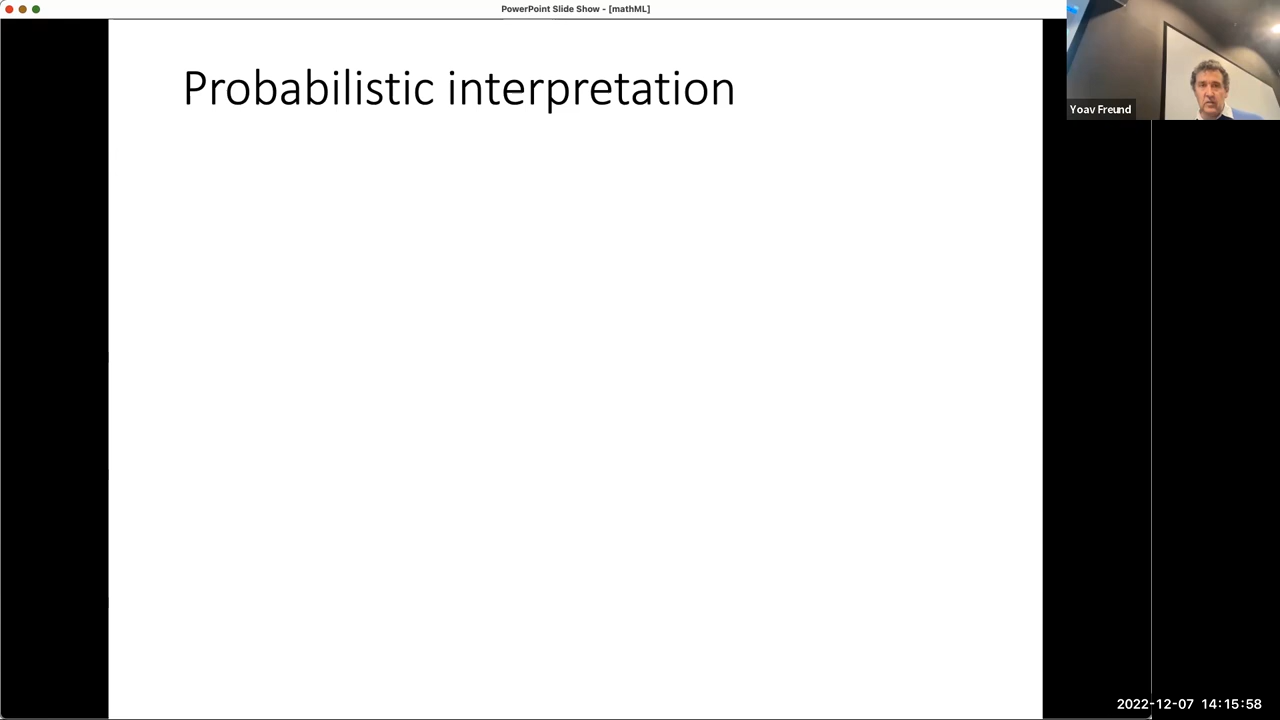 PowerPoint Slide Show - [mathML]
Probabilistic interpretation
Yoav Freund
2022-12-07 14:15:58